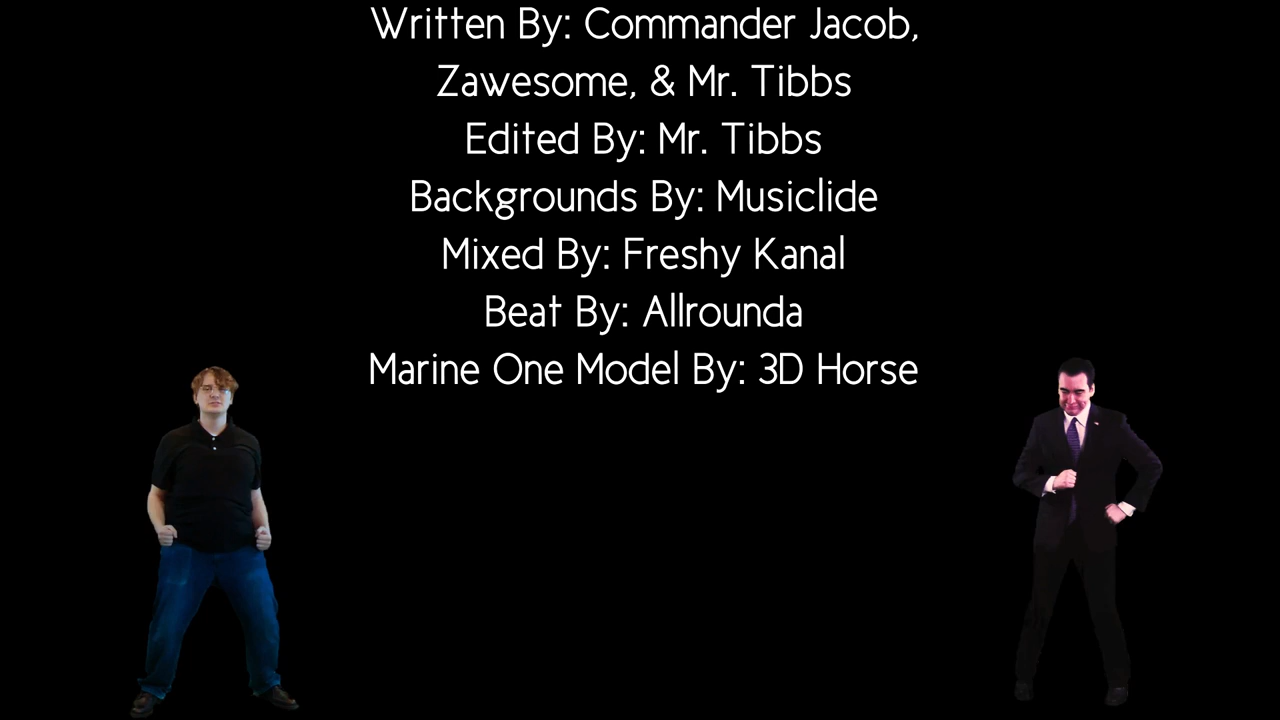 Written By: Commander Jacob,
Zawesome, & Mr. Tibbs
Edited By: Mr. Tibbs
Backgrounds By: Musiclide
Mixed By: Freshy Kanal
Beat By: Allrounda
Marine One Model By: 3D Horse